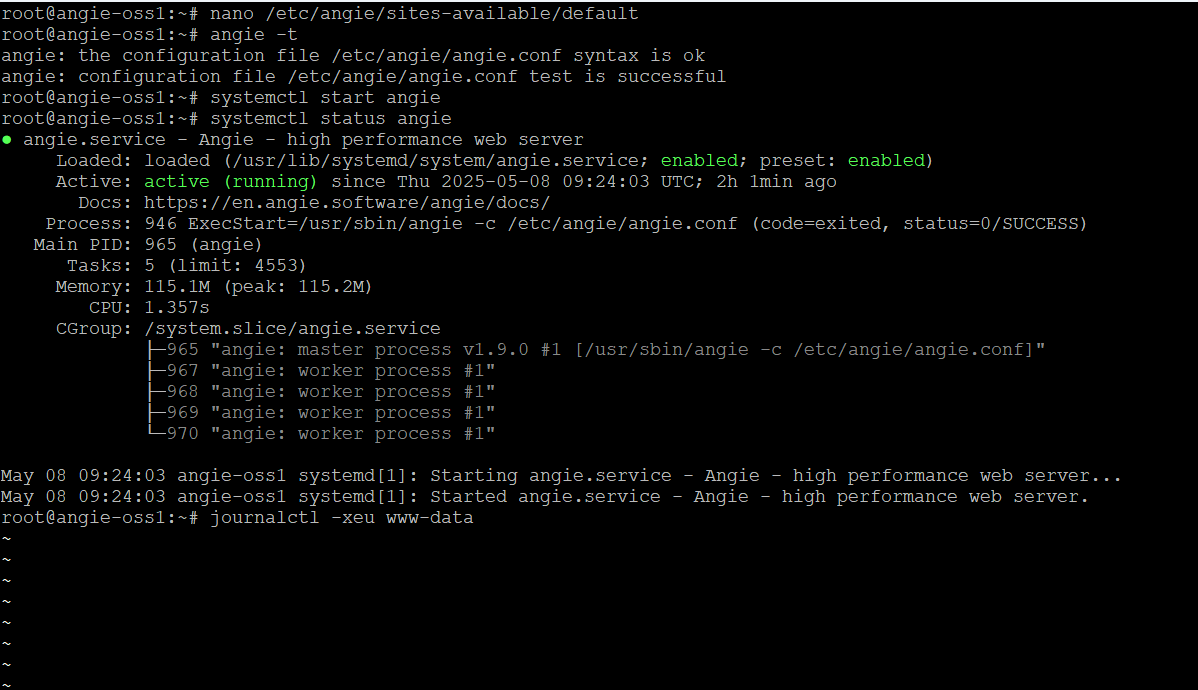 root@angie-oss1:~# nano /etc/angie/sites-available/default
root@angie-oss1:~# angie -t
angie: the configuration file /etc/angie/angie.conf syntax is ok
angie: configuration file /etc/angie/angie.conf test is successful
root@angie-oss1:~# systemctl start angie
root@angie-oss1:~# systemctl status angie
● angie.service - Angie - high performance web server
     Loaded: loaded (/usr/lib/systemd/system/angie.service; enabled; preset: enabled)
     Active: active (running) since Thu 2025-05-08 09:24:03 UTC; 2h 1min ago
       Docs: https://en.angie.software/angie/docs/
    Process: 946 ExecStart=/usr/sbin/angie -c /etc/angie/angie.conf (code=exited, status=0/SUCCESS)
   Main PID: 965 (angie)
      Tasks: 5 (limit: 4553)
     Memory: 115.1M (peak: 115.2M)
        CPU: 1.357s
     CGroup: /system.slice/angie.service
             ├─965 "angie: master process v1.9.0 #1 [/usr/sbin/angie -c /etc/angie/angie.conf]"
             ├─967 "angie: worker process #1"
             ├─968 "angie: worker process #1"
             ├─969 "angie: worker process #1"
             └─970 "angie: worker process #1"
May 08 09:24:03 angie-oss1 systemd[1]: Starting angie.service - Angie - high performance web server...
May 08 09:24:03 angie-oss1 systemd[1]: Started angie.service - Angie - high performance web server.
root@angie-oss1:~# journalctl -xeu www-data
~
~
~
~
~
~
~
~